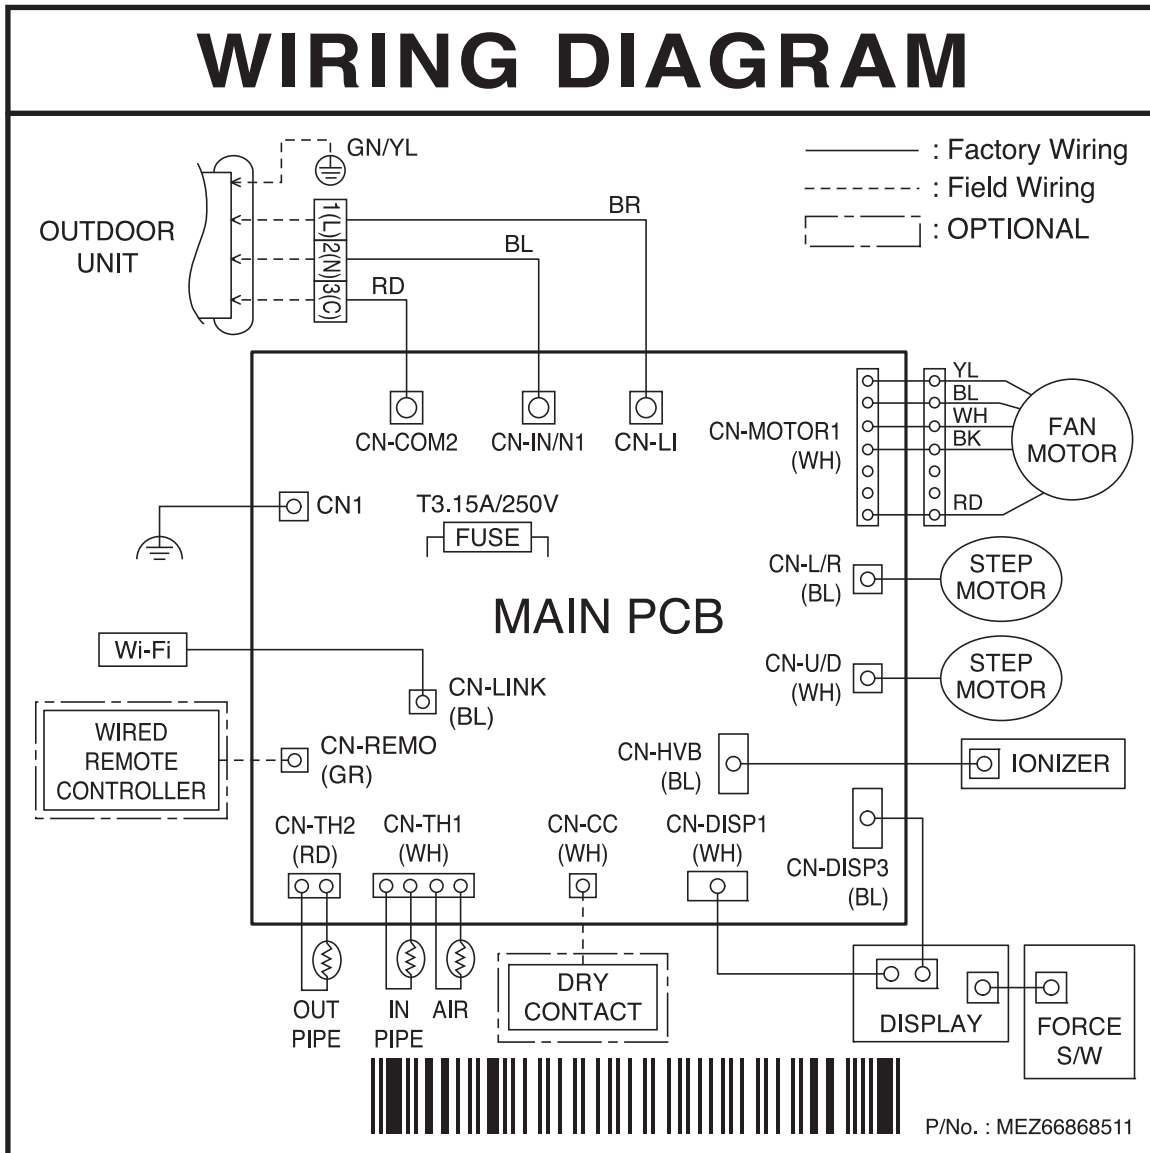 WIRING DIAGRAM
GN/YL
: Factory Wiring
: Field Wiring
: OPTIONAL
OUTDOOR
UNIT
1(L)
2(N)
3(C)
BR
BL
RD
CN-COM2
CN-IN/N1
CN-LI
CN-MOTOR1
(WH)
YL
BL
WH
BK
RD
FAN
MOTOR
CN1
T3.15A/250V
FUSE
MAIN PCB
CN-L/R
(BL)
STEP
MOTOR
CN-U/D
(WH)
STEP
MOTOR
Wi-Fi
CN-LINK
(BL)
WIRED
REMOTE
CONTROLLER
CN-REMO
(GR)
CN-HVB
(BL)
IONIZER
CN-TH2
(RD)
CN-TH1
(WH)
CN-CC
(WH)
CN-DISP1
(WH)
CN-DISP3
(BL)
OUT
PIPE
IN
PIPE
AIR
DRY
CONTACT
DISPLAY
FORCE
S/W
P/No. : MEZ66868511